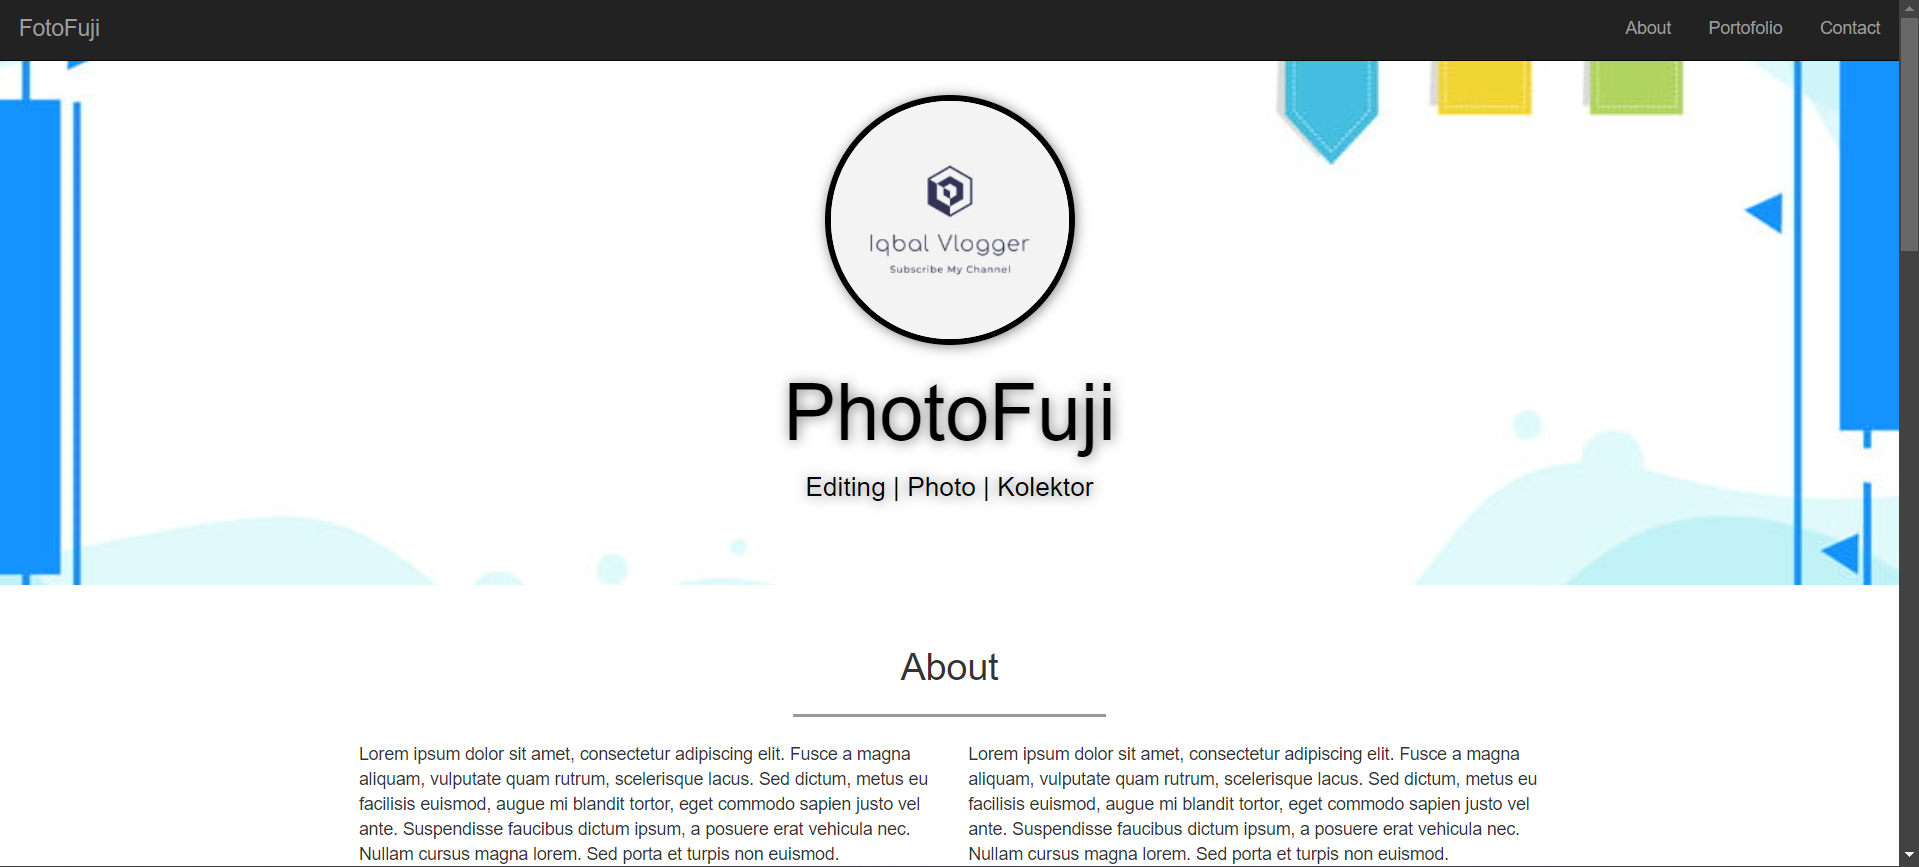 FotoFuji
About Portofolio Contact
Iqbal Vlogger
Subscribe My Channel
PhotoFuji
Editing | Photo | Kolektor
About
Lorem ipsum dolor sit amet, consectetur adipiscing elit. Fusce a magna
aliquam, vulputate quam rutrum, scelerisque lacus. Sed dictum, metus eu
facilisis euismod, augue mi blandit tortor, eget commodo sapien justo vel
ante. Suspendisse faucibus dictum ipsum, a posuere erat vehicula nec.
Nullam cursus magna lorem. Sed porta et turpis non euismod.
Lorem ipsum dolor sit amet, consectetur adipiscing elit. Fusce a magna
aliquam, vulputate quam rutrum, scelerisque lacus. Sed dictum, metus eu
facilisis euismod, augue mi blandit tortor, eget commodo sapien justo vel
ante. Suspendisse faucibus dictum ipsum, a posuere erat vehicula nec.
Nullam cursus magna lorem. Sed porta et turpis non euismod.